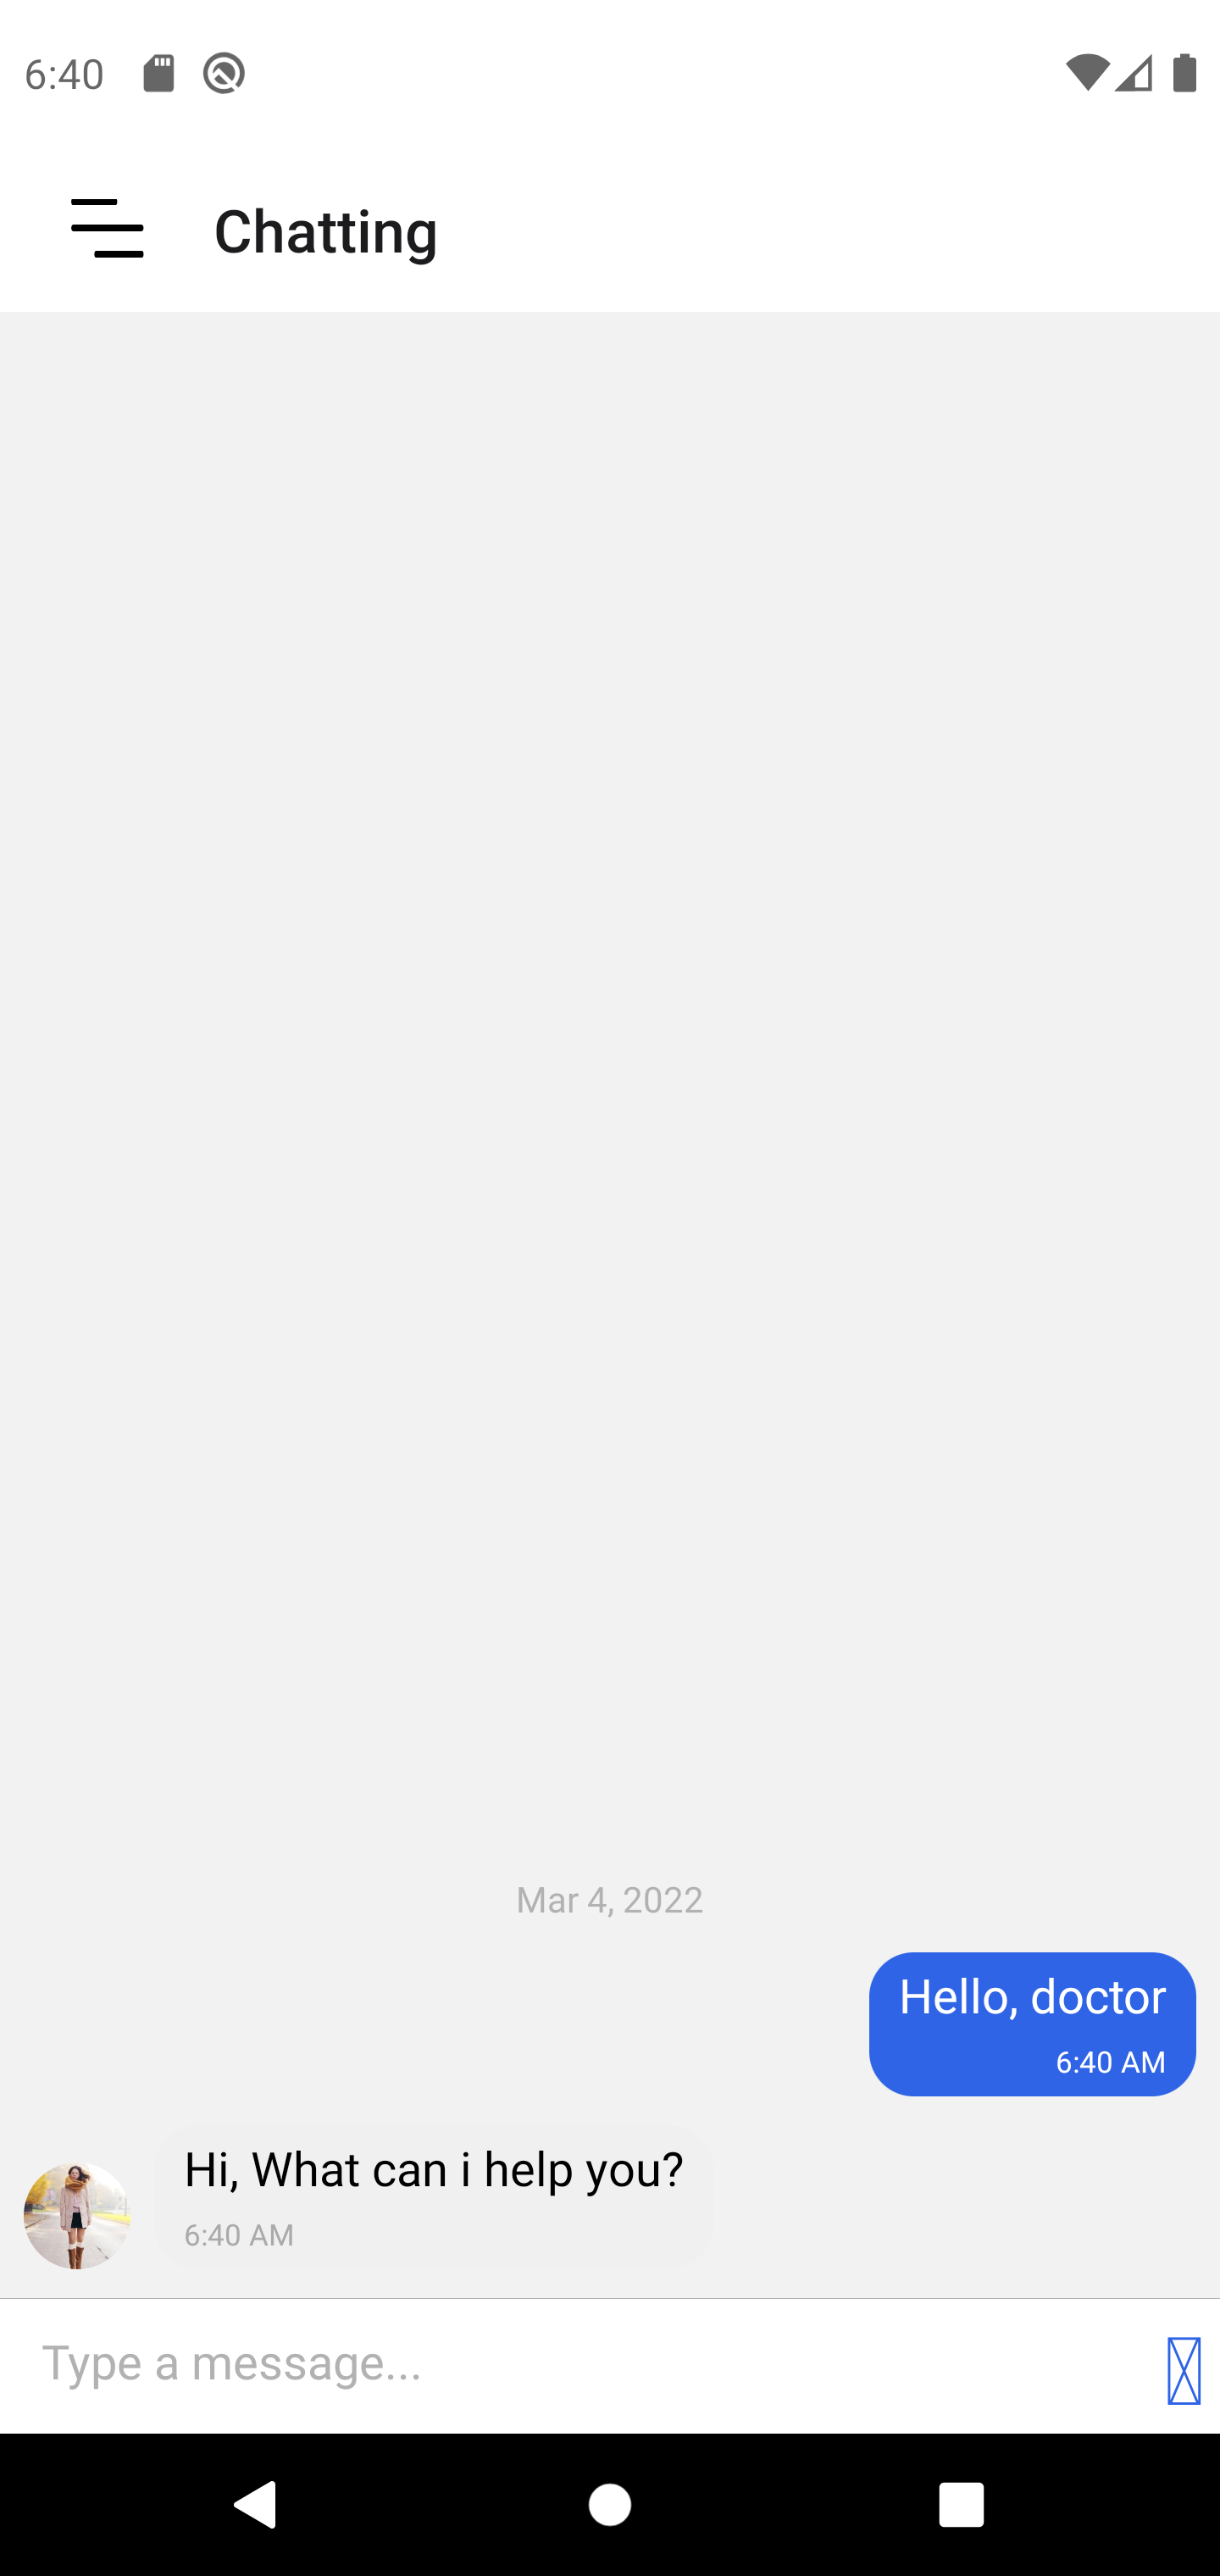 6:40
Chatting
Mar 4, 2022
Hello, doctor
6:40 AM
Hi, What can i help you?
6:40 AM
Type a message...